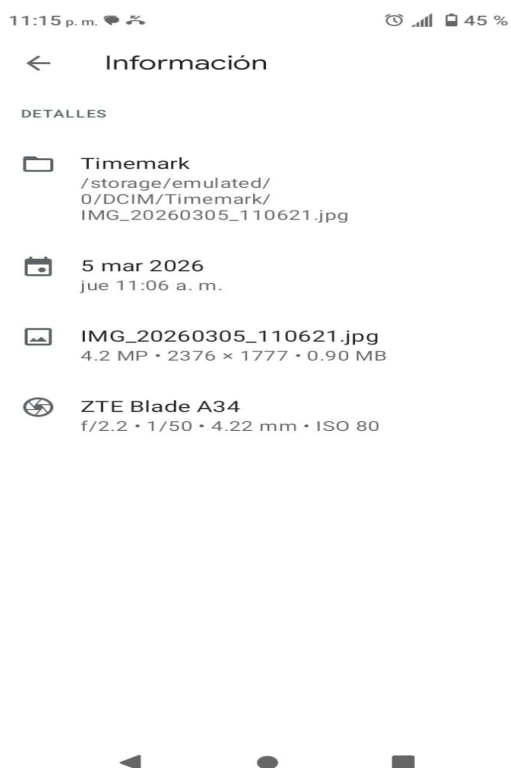 11:15 p. m. 45 %
Información
DETALLES
Timemark
/storage/emulated/
0/DCIM/Timemark/
IMG_20260305_110621.jpg
5 mar 2026
jue 11:06 a. m.
IMG_20260305_110621.jpg
4.2 MP • 2376 × 1777 • 0.90 MB
ZTE Blade A34
f/2.2 • 1/50 • 4.22 mm • ISO 80